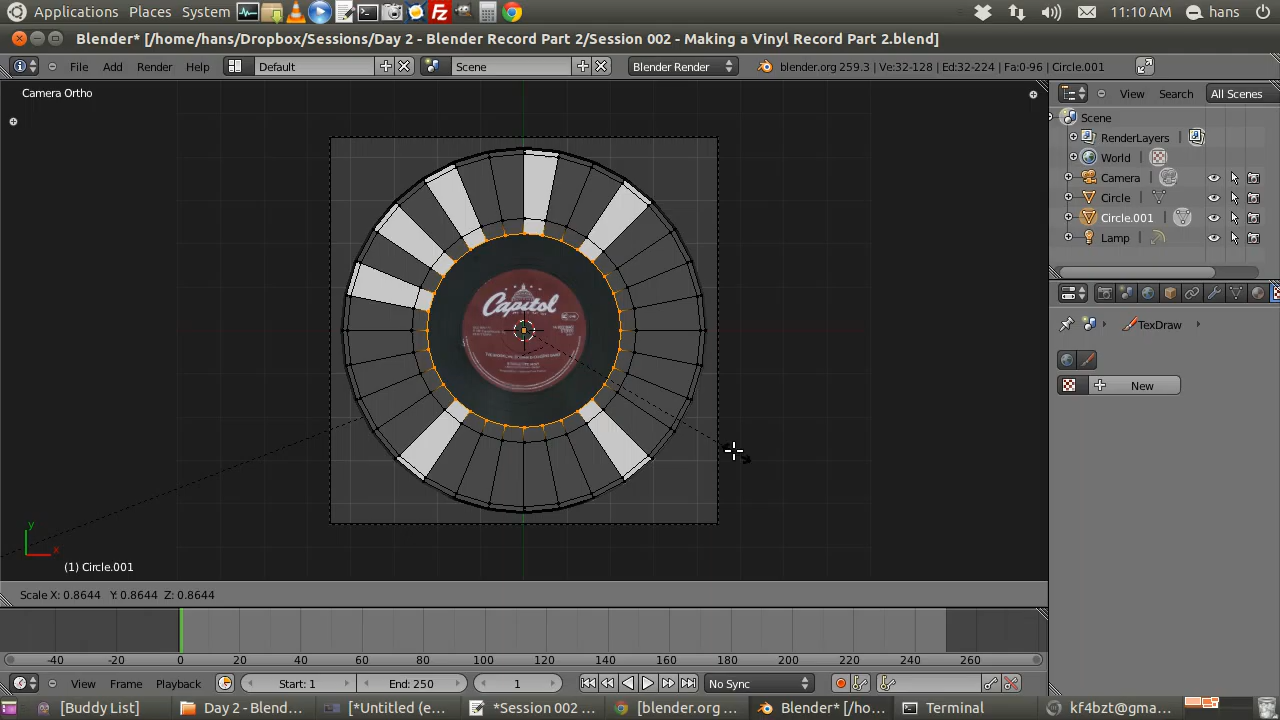 Applications Places System 11:10 AM hans
Blender* [/home/hans/Dropbox/Sessions/Day 2 - Blender Record Part 2/Session 002 - Making a Vinyl Record Part 2.blend]
File Add Render Help Default Scene Blender Render blender.org 259.3 | Ve:32-128 | Ed:32-224 | Fa:0-96 | Circle.001
Camera Ortho
View Search All Scenes
Scene
RenderLayers
World
Camera
Circle
Circle.001
Lamp
TexDraw
New
Capitol
y
x
(1) Circle.001
Scale X: 0.8644 Y: 0.8644 Z: 0.8644
-40 -20 0 20 40 60 80 100 120 140 160 180 200 220 240 260
View Frame Playback Start: 1 End: 250 1 No Sync
[Buddy List] Day 2 - Blend... [*Untitled (e... *Session 002 ... [blender.org ... Blender* [/ho... Terminal kf4bzt@gma...